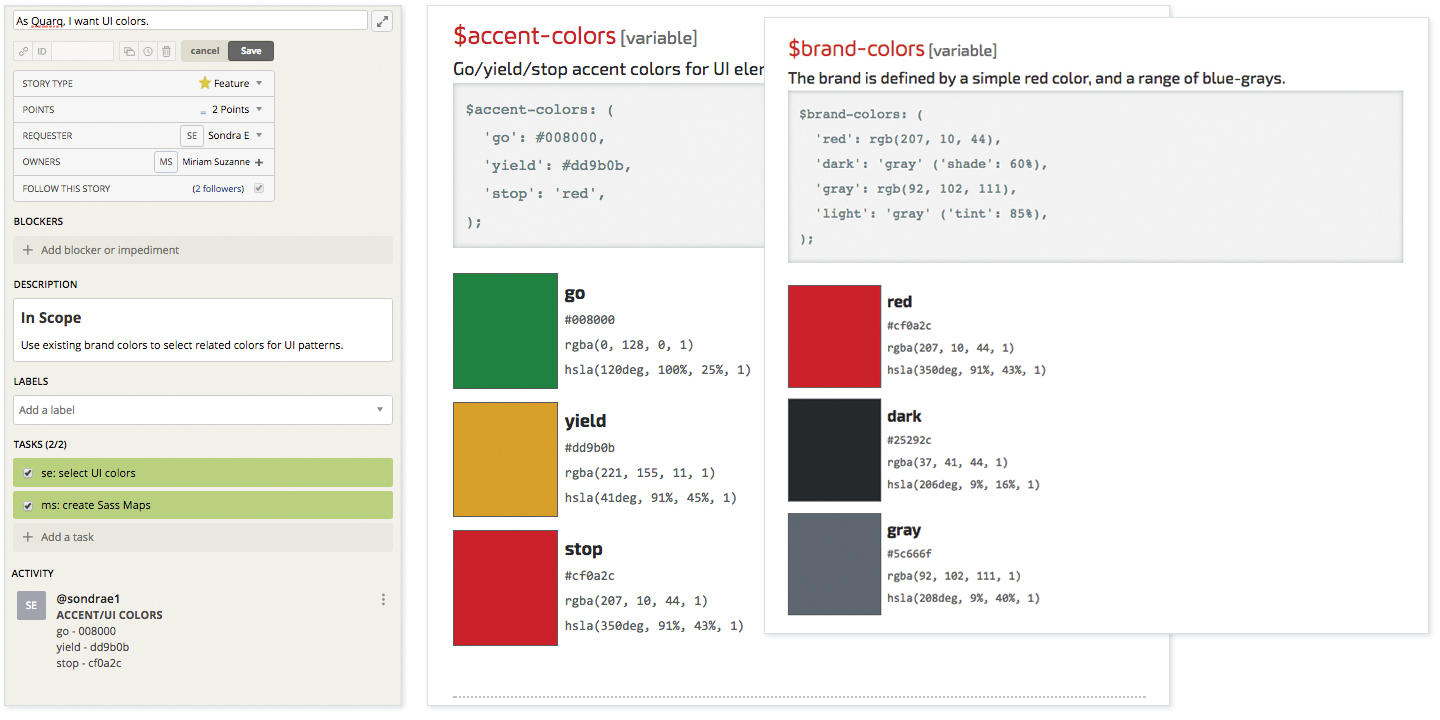 As Quarq, I want UI colors.
ID
cancel
Save
STORY TYPE
Feature
POINTS
2 Points
REQUESTER
SE
Sondra E
OWNERS
MS
Miriam Suzanne
FOLLOW THIS STORY
(2 followers)
BLOCKERS
Add blocker or impediment
DESCRIPTION
In Scope
Use existing brand colors to select related colors for UI patterns.
LABELS
Add a label
TASKS (2/2)
se: select UI colors
ms: create Sass Maps
Add a task
ACTIVITY
SE
@sondrae1
ACCENT/UI COLORS
go - 008000
yield - dd9b0b
stop - cf0a2c
$accent-colors [variable]
Go/yield/stop accent colors for UI eler
$accent-colors: (
'go': #008000,
'yield': #dd9b0b,
'stop': 'red',
);
go
#008000
rgba(0, 128, 0, 1)
hsla(120deg, 100%, 25%, 1)
yield
#dd9b0b
rgba(221, 155, 11, 1)
hsla(41deg, 91%, 45%, 1)
stop
#cf0a2c
rgba(207, 10, 44, 1)
hsla(350deg, 91%, 43%, 1)
$brand-colors [variable]
The brand is defined by a simple red color, and a range of blue-grays.
$brand-colors: (
'red': rgb(207, 10, 44),
'dark': 'gray' ('shade': 60%),
'gray': rgb(92, 102, 111),
'light': 'gray' ('tint': 85%),
);
red
#cf0a2c
rgba(207, 10, 44, 1)
hsla(350deg, 91%, 43%, 1)
dark
#25292c
rgba(37, 41, 44, 1)
hsla(206deg, 9%, 16%, 1)
gray
#5c666f
rgba(92, 102, 111, 1)
hsla(208deg, 9%, 40%, 1)